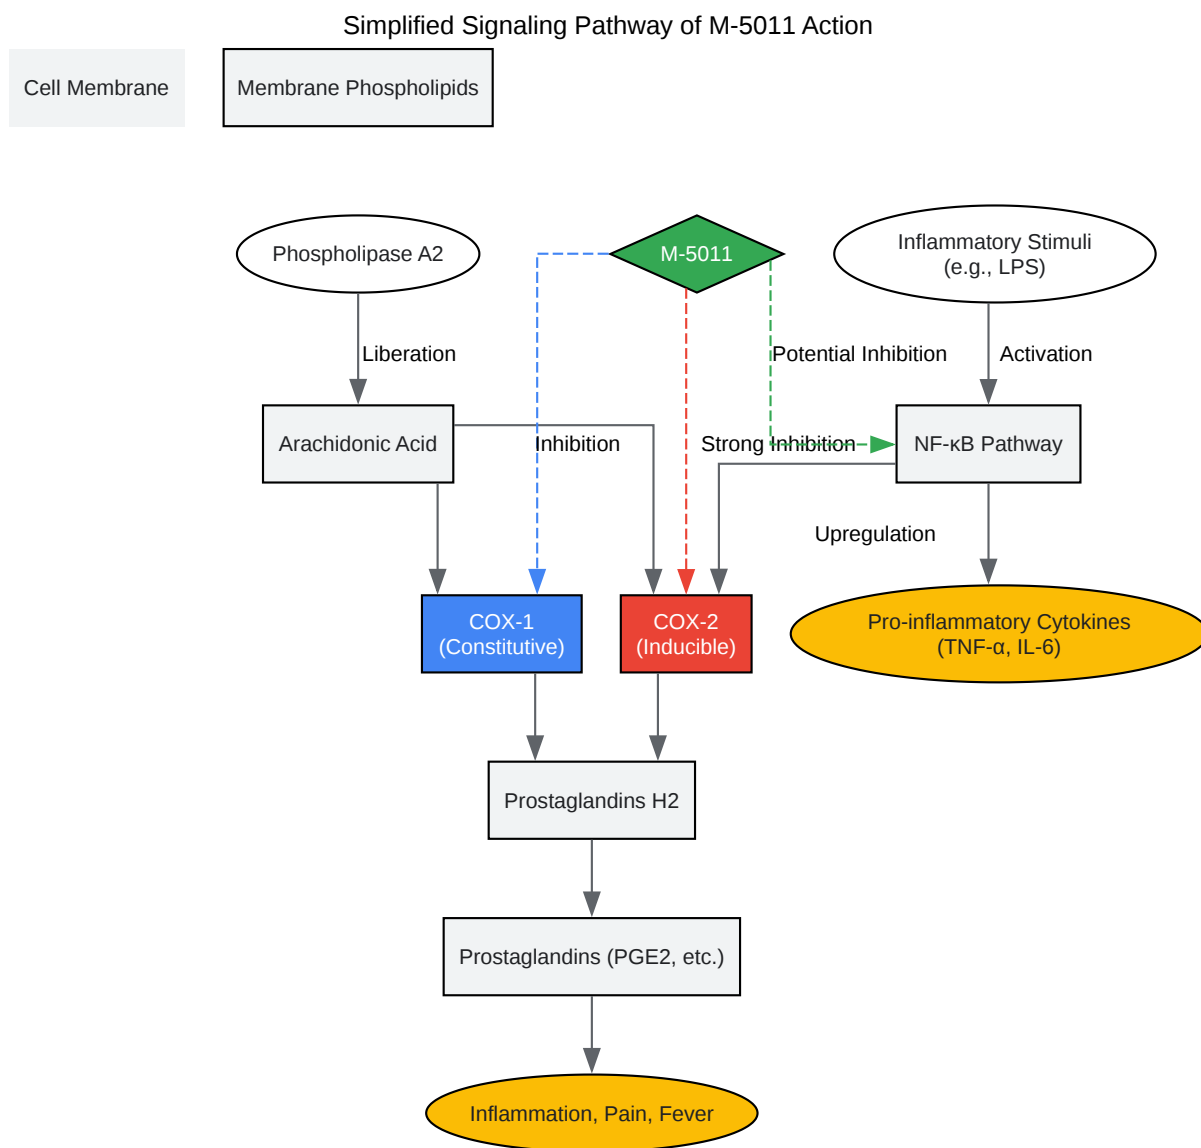 Simplified Signaling Pathway of M-5011 Action
Cell Membrane
Membrane Phospholipids
Phospholipase A2
M-5011
Inflammatory Stimuli
(e.g., LPS)
Liberation
Potential Inhibition
Activation
Arachidonic Acid
Inhibition
Strong Inhibition
NF-κB Pathway
Upregulation
COX-1
(Constitutive)
COX-2
(Inducible)
Pro-inflammatory Cytokines
(TNF-α, IL-6)
Prostaglandins H2
Prostaglandins (PGE2, etc.)
Inflammation, Pain, Fever